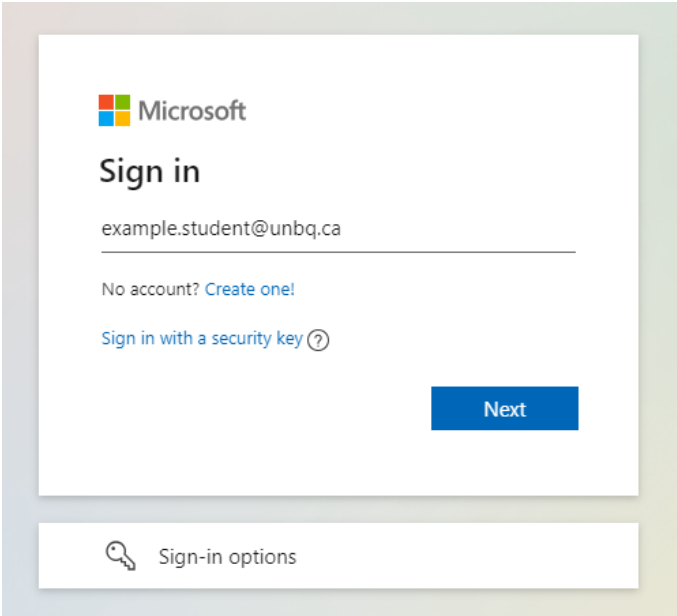 Microsoft
Sign in
example.student@unbq.ca
No account? Create one!
Sign in with a security key ?
Next
Sign-in options